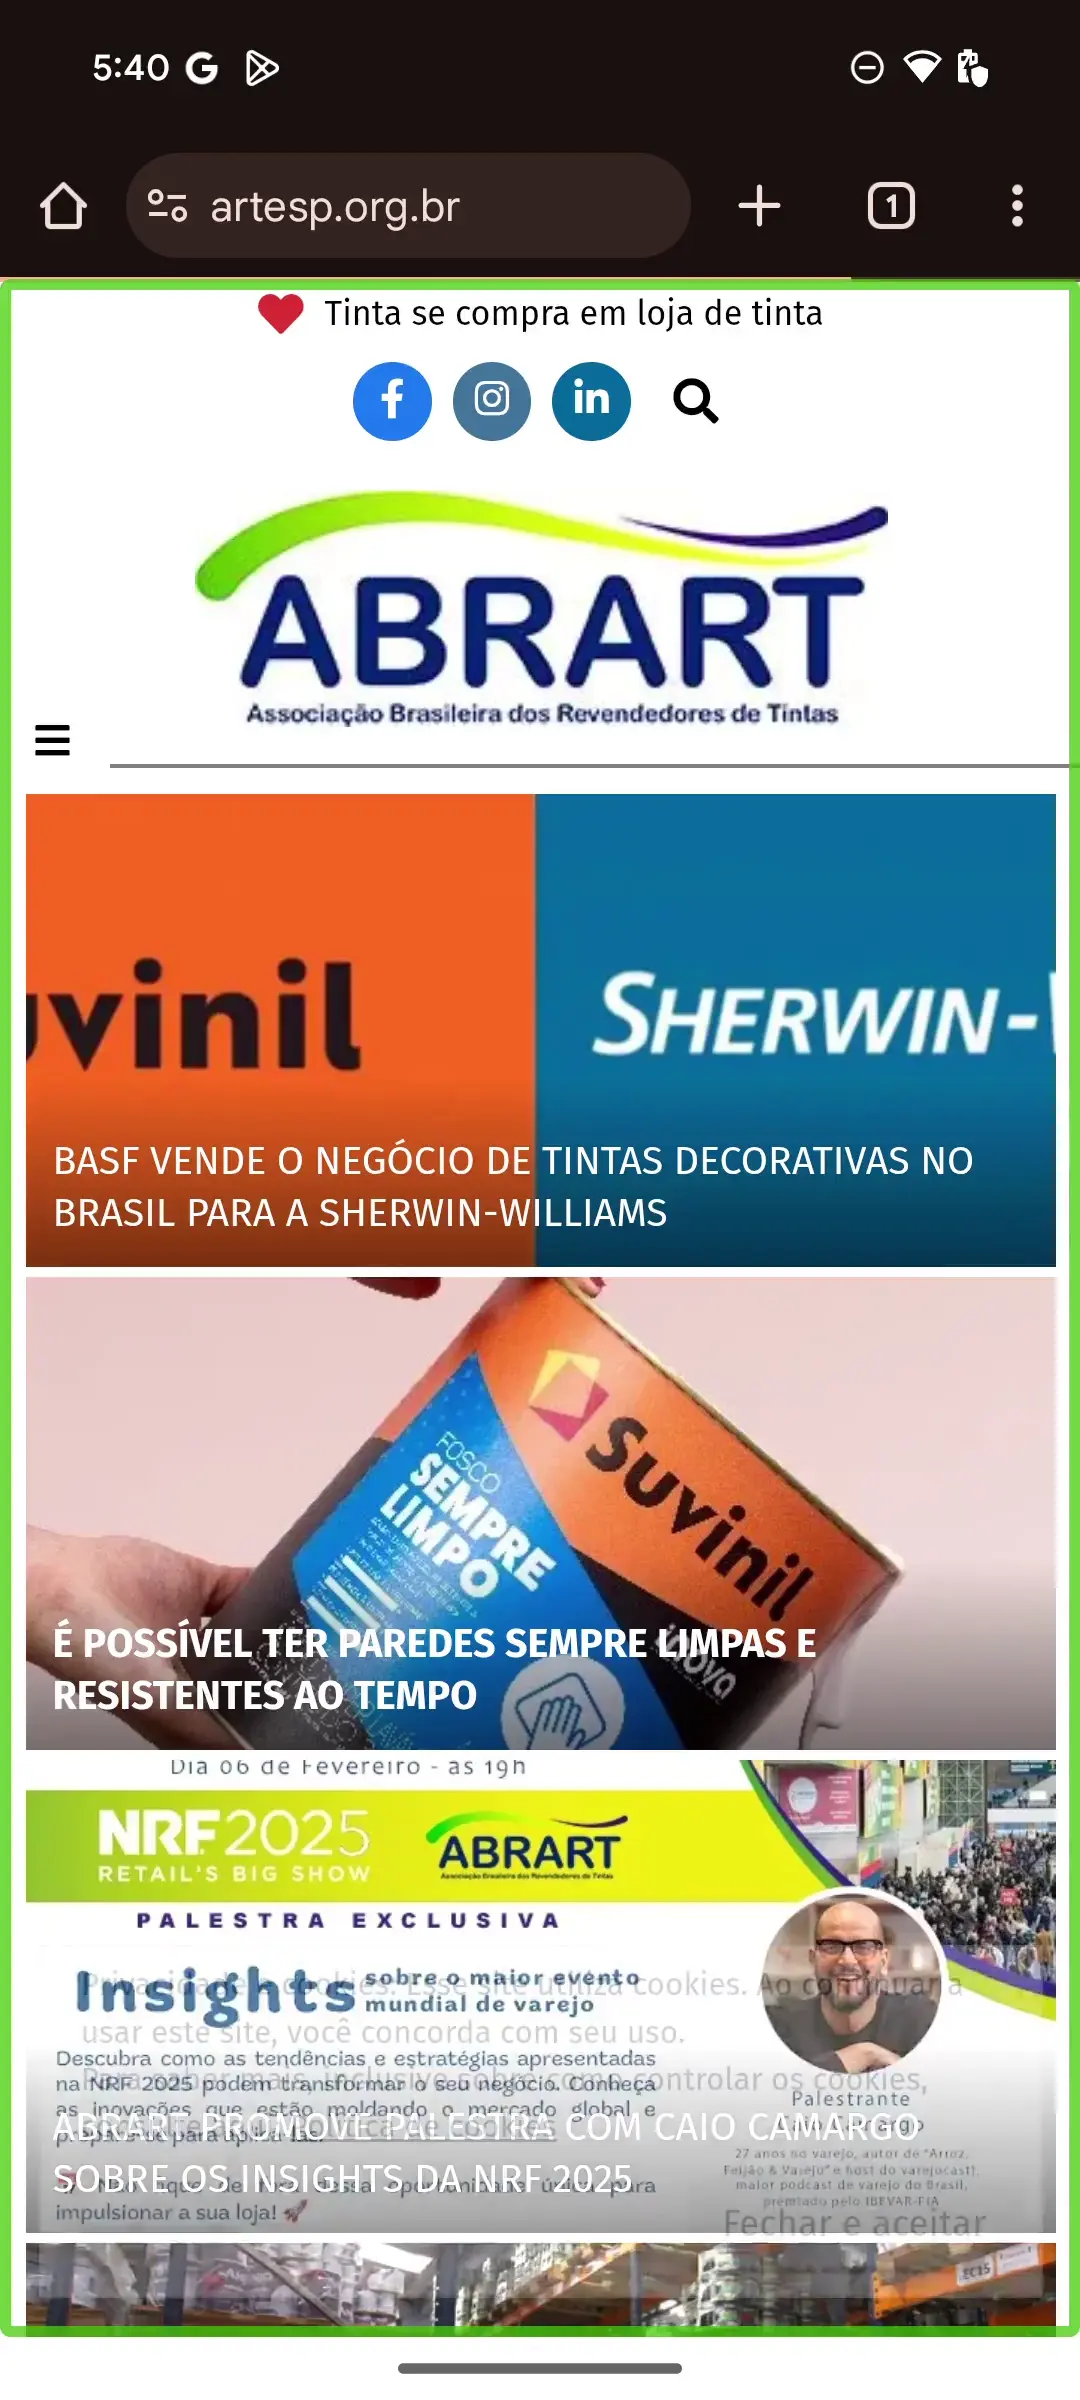 5:40
artesp.org.br
1
Tinta se compra em loja de tinta
ABRART
Associação Brasileira dos Revendedores de Tintas
uvinil
SHERWIN-W
BASF VENDE O NEGÓCIO DE TINTAS DECORATIVAS NO
BRASIL PARA A SHERWIN-WILLIAMS
Suvinil
FOSCO
SEMPRE
LIMPO
É POSSÍVEL TER PAREDES SEMPRE LIMPAS E
RESISTENTES AO TEMPO
Dia 06 de Fevereiro - às 19h
NRF 2025
RETAIL'S BIG SHOW
ABRART
Associação Brasileira dos Revendedores de Tintas
PALESTRA EXCLUSIVA
Insights sobre o maior evento
mundial de varejo
Privacidade e cookies: Esse site utiliza cookies. Ao continuar a
usar este site, você concorda com seu uso.
Descubra como as tendências e estratégias apresentadas
na NRF 2025 podem transformar o seu negócio. Conheça
as inovações que estão moldando o mercado global e
Para saber mais, inclusive sobre como controlar os cookies,
Palestrante
Caio Camargo
27 anos no varejo, autor de "Arroz,
Feijão & Varejo" e host do varejocast,
maior podcast de varejo do Brasil,
premiado pelo IBEVAR-FIA
ABRART PROMOVE PALESTRA COM CAIO CAMARGO
SOBRE OS INSIGHTS DA NRF 2025
impulsionar a sua loja! 🚀
Fechar e aceitar
EC15